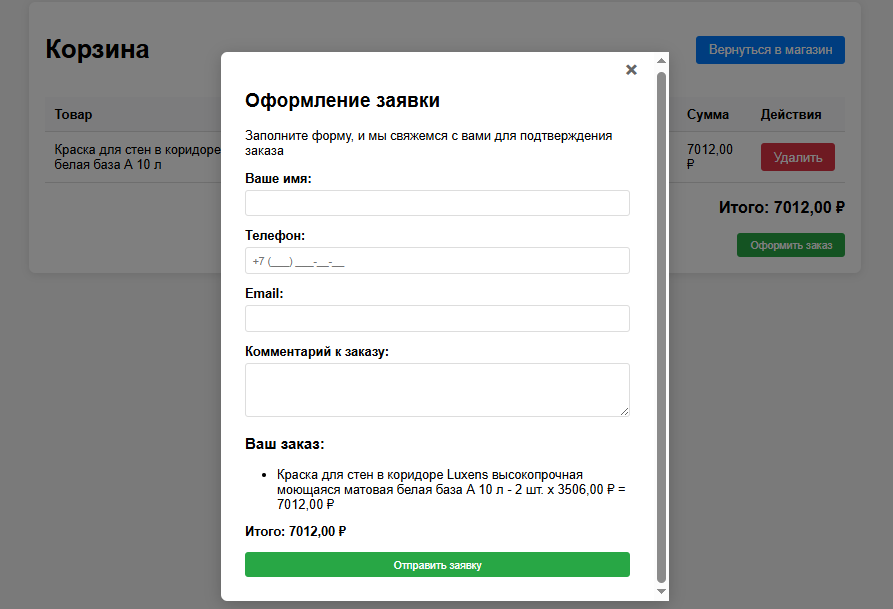 Корзина
Вернуться в магазин
Товар
Сумма
Действия
Краска для стен в коридоре
белая база А 10 л
7012,00
₽
Удалить
Итого: 7012,00 ₽
Оформить заказ
×
Оформление заявки
Заполните форму, и мы свяжемся с вами для подтверждения
заказа
Ваше имя:
Телефон:
+7 (___) ___-__-__
Email:
Комментарий к заказу:
Ваш заказ:
• Краска для стен в коридоре Luxens высокопрочная
моющаяся матовая белая база А 10 л - 2 шт. x 3506,00 ₽ =
7012,00 ₽
Итого: 7012,00 ₽
Отправить заявку